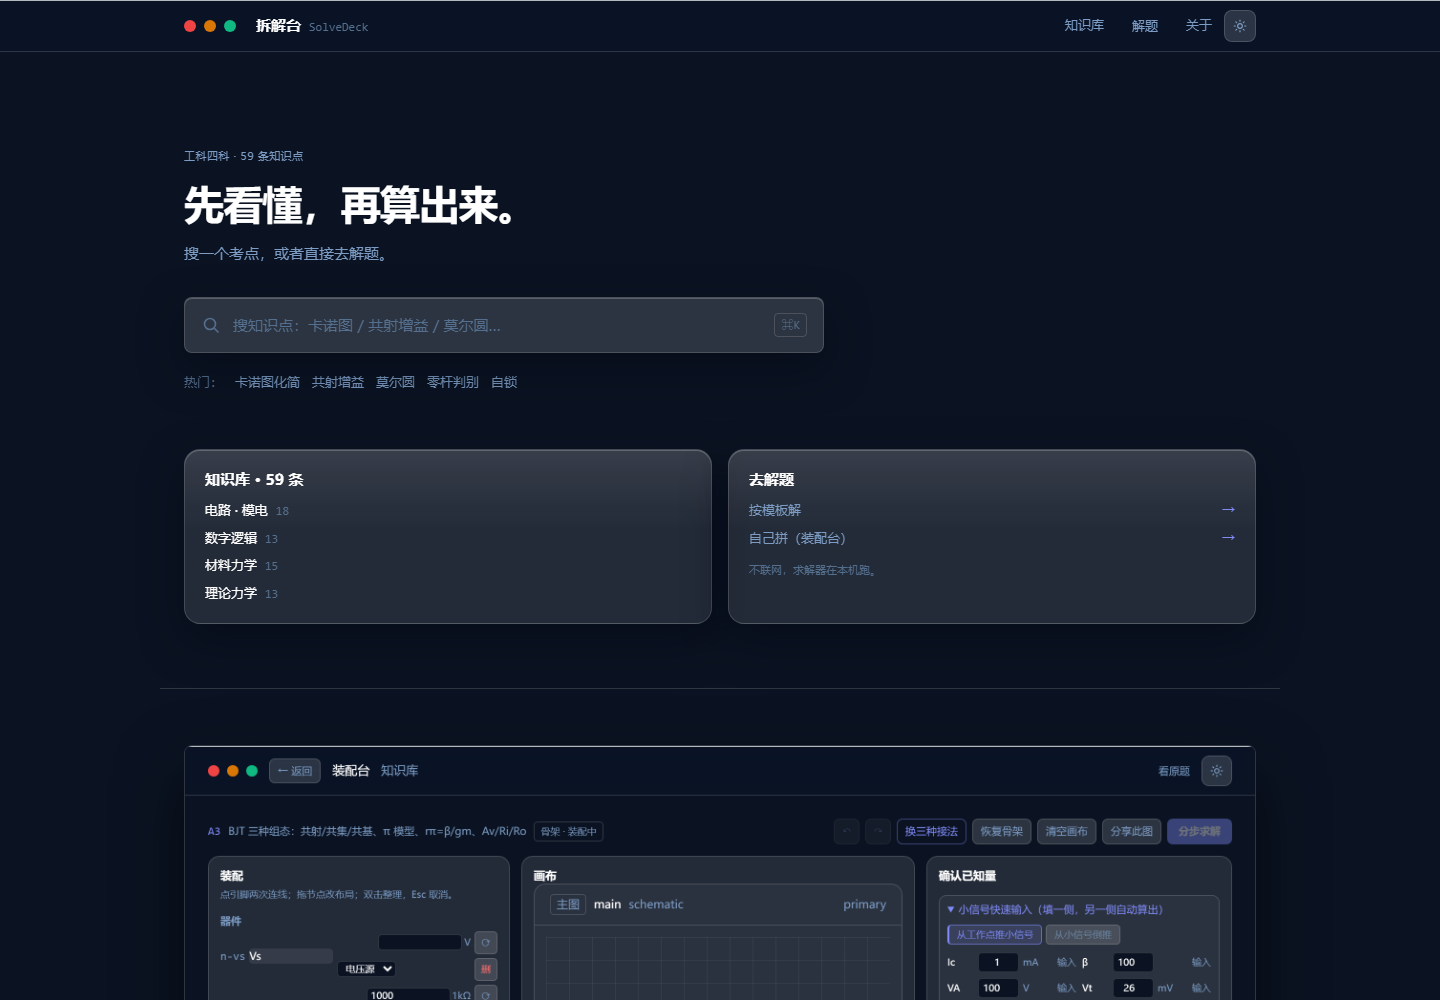 拆解台 SolveDeck 知识库 解题 关于
工科四科 · 59 条知识点
先看懂，再算出来。
搜一个考点，或者直接去解题。
搜知识点：卡诺图 / 共射增益 / 莫尔圆… ⌘K
热门： 卡诺图化简 共射增益 莫尔圆 零杆判别 自锁
知识库 • 59 条
电路 · 模电 18
数字逻辑 13
材料力学 15
理论力学 13
去解题
按模板解 →
自己拼（装配台） →
不联网，求解器在本机跑。
← 返回 装配台 知识库 看原题
A3 BJT 三种组态：共射/共集/共基、π 模型、rπ=β/gm、Av/Ri/Ro 骨架 · 装配中 换三种接法 恢复骨架 清空画布 分享此图 分步求解
装配
点引脚两次连线；拖节点改布局；双击整理，Esc 取消。
器件
V
n-vs Vs
电压源
删
1000 1kΩ
画布
主图 main schematic primary
确认已知量
▼ 小信号快速输入（填一侧，另一侧自动算出）
从工作点推小信号 从小信号倒推
Ic 1 mA 输入 β 100 输入
VA 100 V 输入 Vt 26 mV 输入